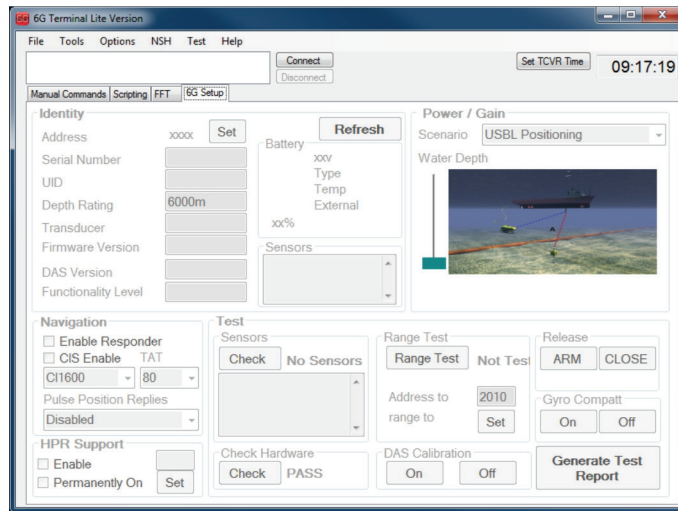 6G Terminal Lite Version
File Tools Options NSH Test Help
Connect
Disconnect
Set TCVR Time
09:17:19
Manual Commands Scripting FFT 6G Setup
Identity
Address xxxx Set
Serial Number
UID
Depth Rating 6000m
Transducer
Firmware Version
DAS Version
Functionality Level
Refresh
Battery
xxv
Type
Temp
External
xx%
Sensors
Power / Gain
Scenario USBL Positioning
Water Depth
Navigation
Enable Responder
CIS Enable TAT
CI1600 80
Pulse Position Replies
Disabled
HPR Support
Enable
Permanently On Set
Test
Sensors
Check No Sensors
Check Hardware
Check PASS
Range Test
Range Test Not Test
Address to 2010
range to Set
DAS Calibration
On Off
Release
ARM CLOSE
Gyro Compatt
On Off
Generate Test
Report